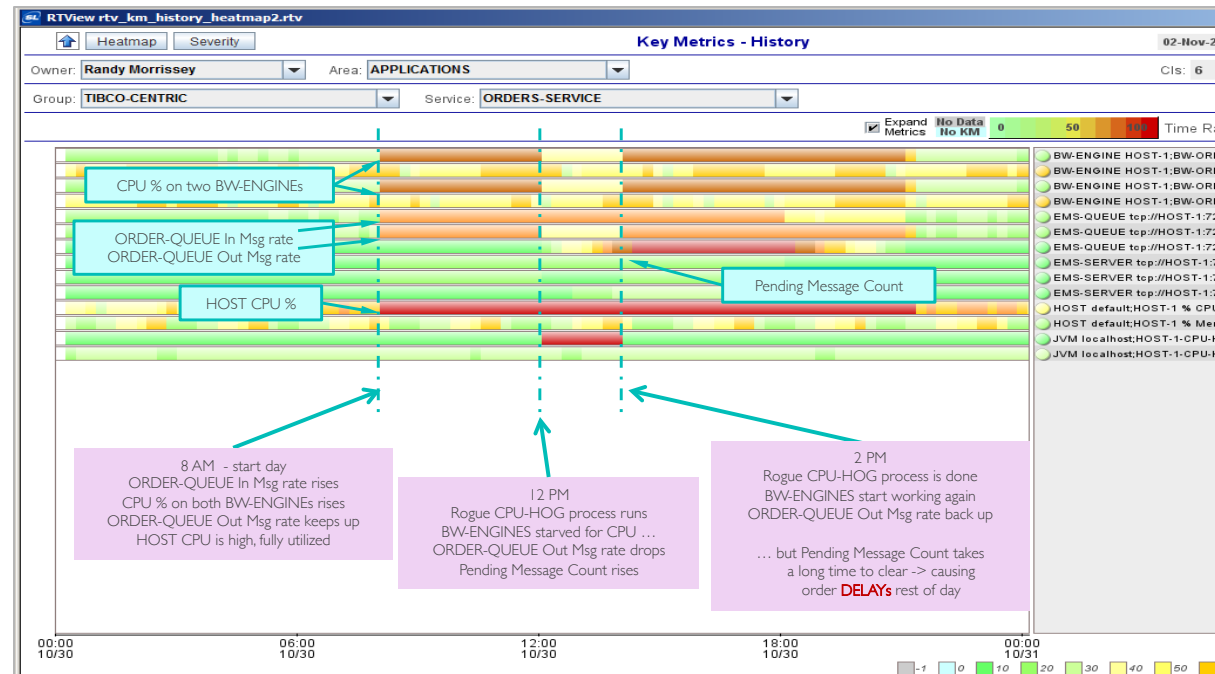 RTView rtv_km_history_heatmap2.rtv
Heatmap Severity Key Metrics - History 02-Nov-2
Owner: Randy Morrissey Area: APPLICATIONS CIs: 6
Group: TIBCO-CENTRIC Service: ORDERS-SERVICE
Expand Metrics No Data No KM 0 50 100 Time Ra
BW-ENGINE HOST-1;BW-ORI
BW-ENGINE HOST-1;BW-ORI
BW-ENGINE HOST-1;BW-ORI
BW-ENGINE HOST-1;BW-ORI
EMS-QUEUE tcp://HOST-1:72
EMS-QUEUE tcp://HOST-1:72
EMS-QUEUE tcp://HOST-1:72
EMS-SERVER tcp://HOST-1:7
EMS-SERVER tcp://HOST-1:7
EMS-SERVER tcp://HOST-1:7
HOST default;HOST-1 % CPU
HOST default;HOST-1 % Mer
JVM localhost;HOST-1-CPU-H
JVM localhost;HOST-1-CPU-H
CPU % on two BW-ENGINEs
ORDER-QUEUE In Msg rate
ORDER-QUEUE Out Msg rate
Pending Message Count
HOST CPU %
8 AM - start day
ORDER-QUEUE In Msg rate rises
CPU % on both BW-ENGINEs rises
ORDER-QUEUE Out Msg rate keeps up
HOST CPU is high, fully utilized
12 PM
Rogue CPU-HOG process runs
BW-ENGINES starved for CPU …
ORDER-QUEUE Out Msg rate drops
Pending Message Count rises
2 PM
Rogue CPU-HOG process is done
BW-ENGINES start working again
ORDER-QUEUE Out Msg rate back up
… but Pending Message Count takes
a long time to clear -> causing
order DELAYs rest of day
00:00 06:00 12:00 18:00 00:00
10/30 10/30 10/30 10/30 10/31
-1 0 10 20 30 40 50